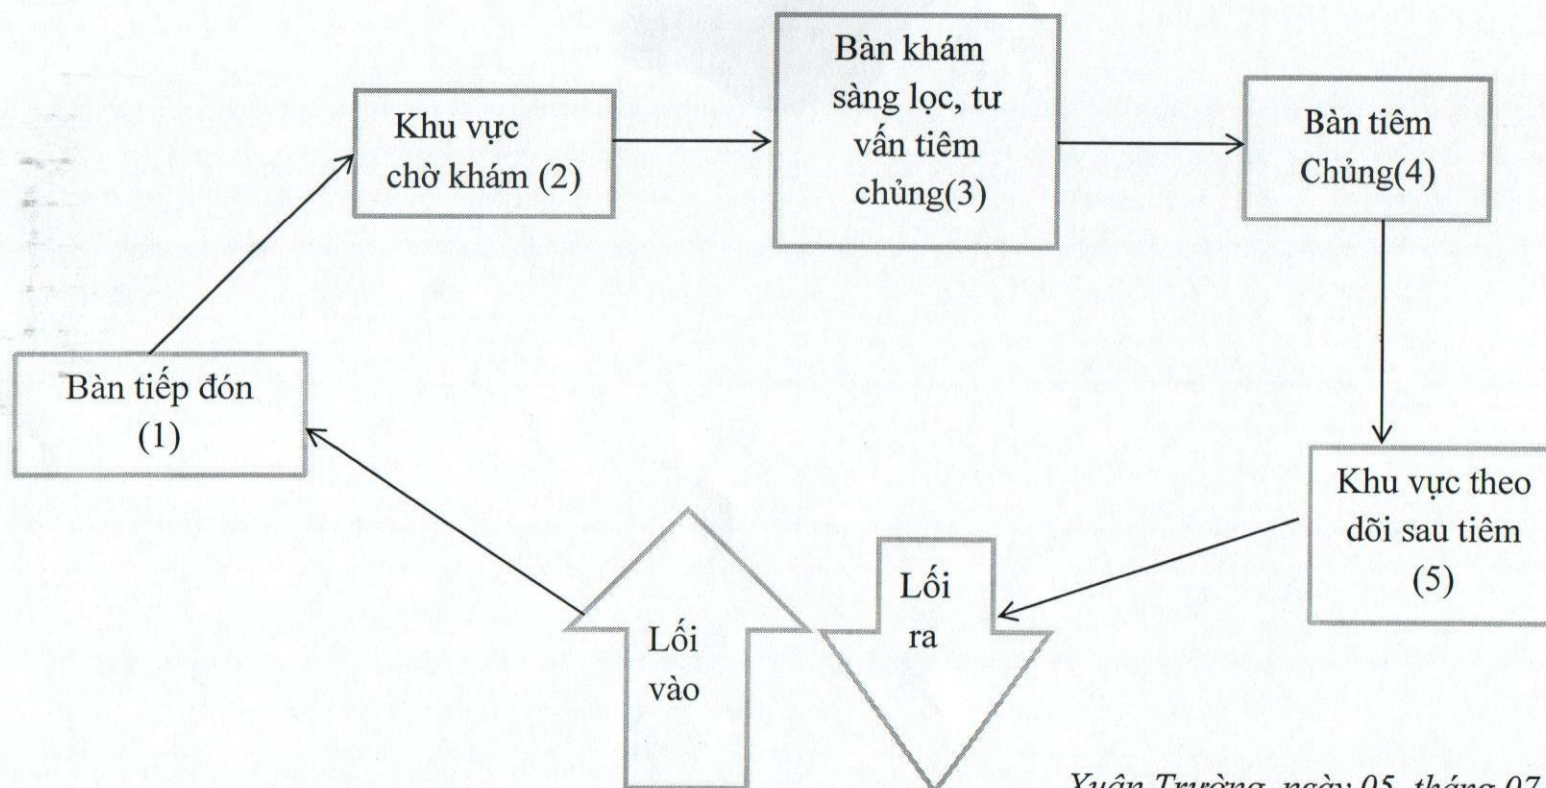 Bàn khám
sàng lọc, tư
vấn tiêm
chủng(3)
Khu vực
chờ khám (2)
Bàn tiêm
Chủng(4)
Bàn tiếp đón
(1)
Khu vực theo
dõi sau tiêm
(5)
Lối
ra
Lối
vào
Xuân Trường, ngày 05 tháng 07